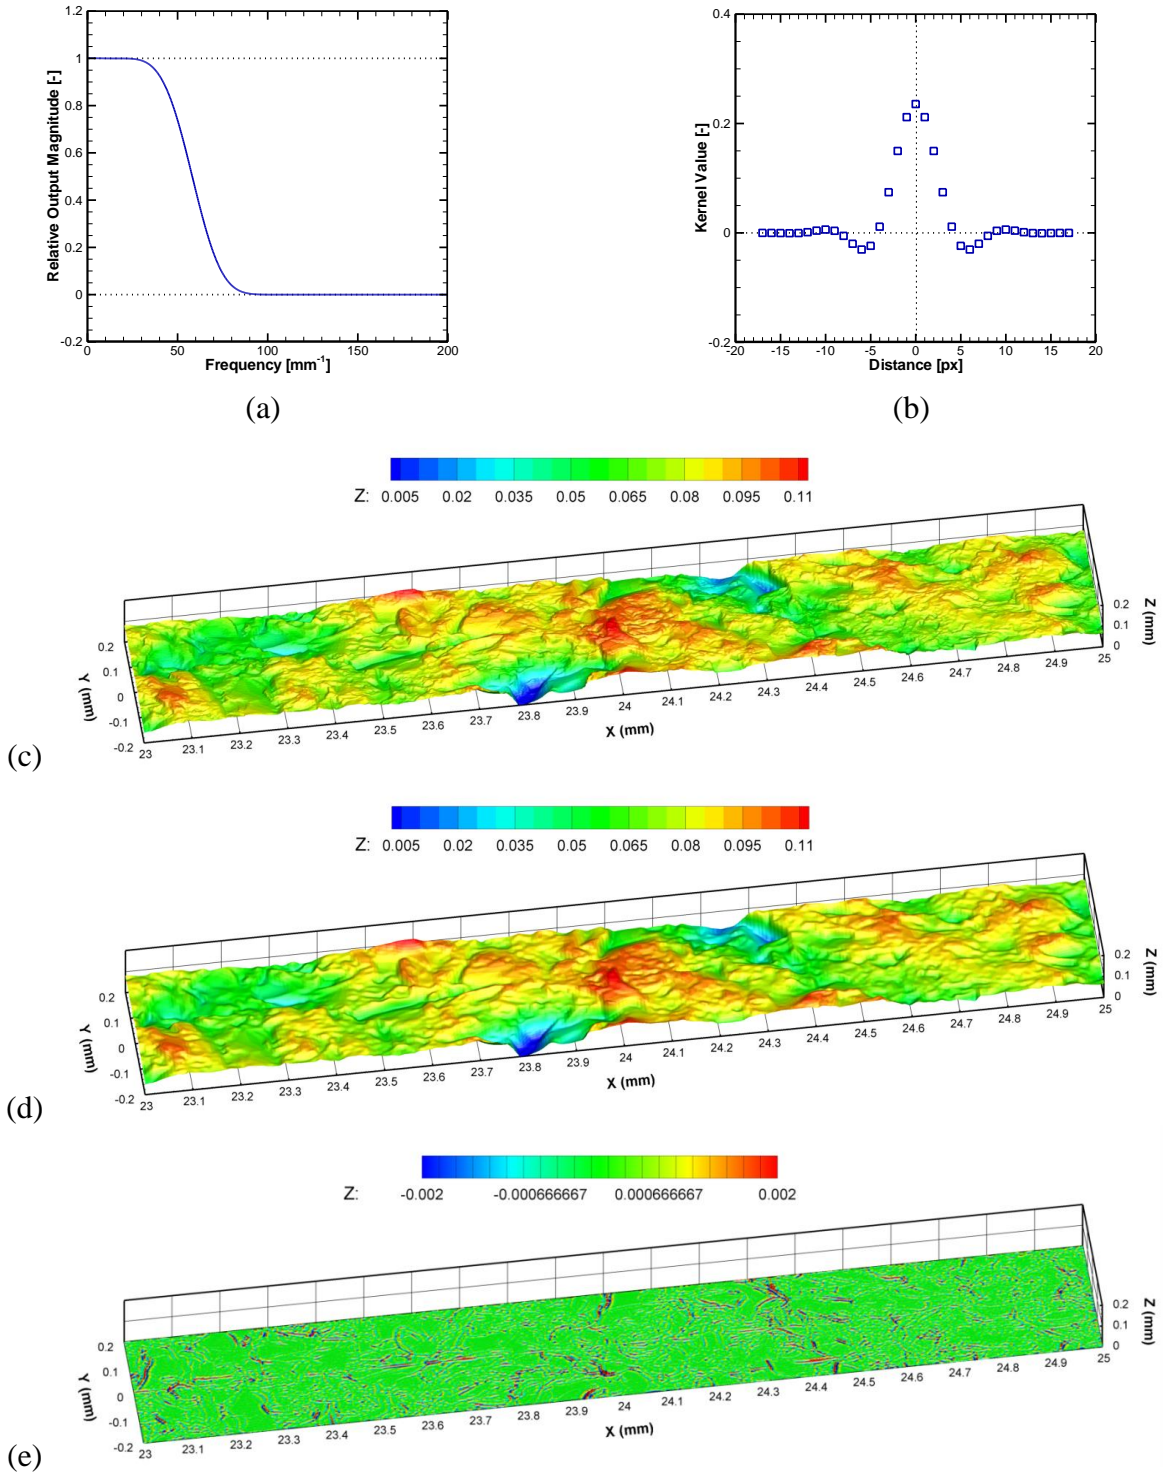 1.2
1
0.8
0.6
0.4
0.2
0
-0.2
0 50 100 150 200
Relative Output Magnitude [-]
Frequency [mm-1]
(a)
0.4
0.2
0
-0.2
-20 -15 -10 -5 0 5 10 15 20
Kernel Value [-]
Distance [px]
(b)
Z: 0.005 0.02 0.035 0.05 0.065 0.08 0.095 0.11
0.2
0.1
0
-0.1
-0.2
Y (mm)
23 23.1 23.2 23.3 23.4 23.5 23.6 23.7 23.8 23.9 24 24.1 24.2 24.3 24.4 24.5 24.6 24.7 24.8 24.9 25
X (mm)
0.2
0.1
0
Z (mm)
(c)
Z: 0.005 0.02 0.035 0.05 0.065 0.08 0.095 0.11
0.2
0.1
0
-0.1
-0.2
Y (mm)
23 23.1 23.2 23.3 23.4 23.5 23.6 23.7 23.8 23.9 24 24.1 24.2 24.3 24.4 24.5 24.6 24.7 24.8 24.9 25
X (mm)
0.2
0.1
0
Z (mm)
(d)
Z: -0.002 -0.000666667 0.000666667 0.002
0.2
0.1
0
-0.1
-0.2
Y (mm)
23 23.1 23.2 23.3 23.4 23.5 23.6 23.7 23.8 23.9 24 24.1 24.2 24.3 24.4 24.5 24.6 24.7 24.8 24.9 25
X (mm)
0.2
0.1
0
Z (mm)
(e)